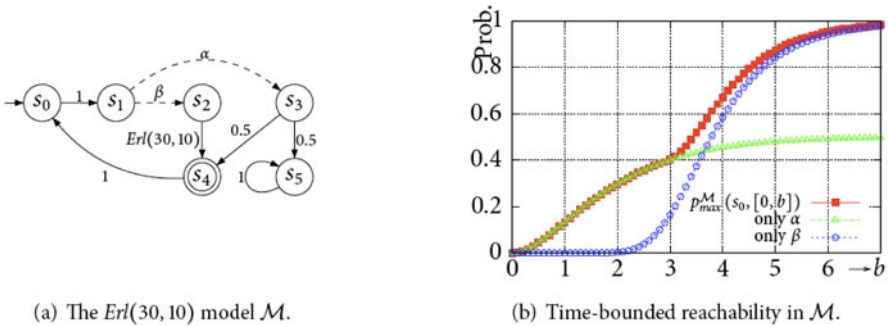 α
s₀
1
s₁
β
s₂
s₃
Erl(30, 10)
0.5
0.5
1
s₄
1
s₅
(a) The Erl(30, 10) model ℳ.
Prob.
1
0.8
0.6
0.4
0.2
0
p^ℳ_max(s₀, [0, b])
only α
only β
0 1 2 3 4 5 6 → b
(b) Time-bounded reachability in ℳ.